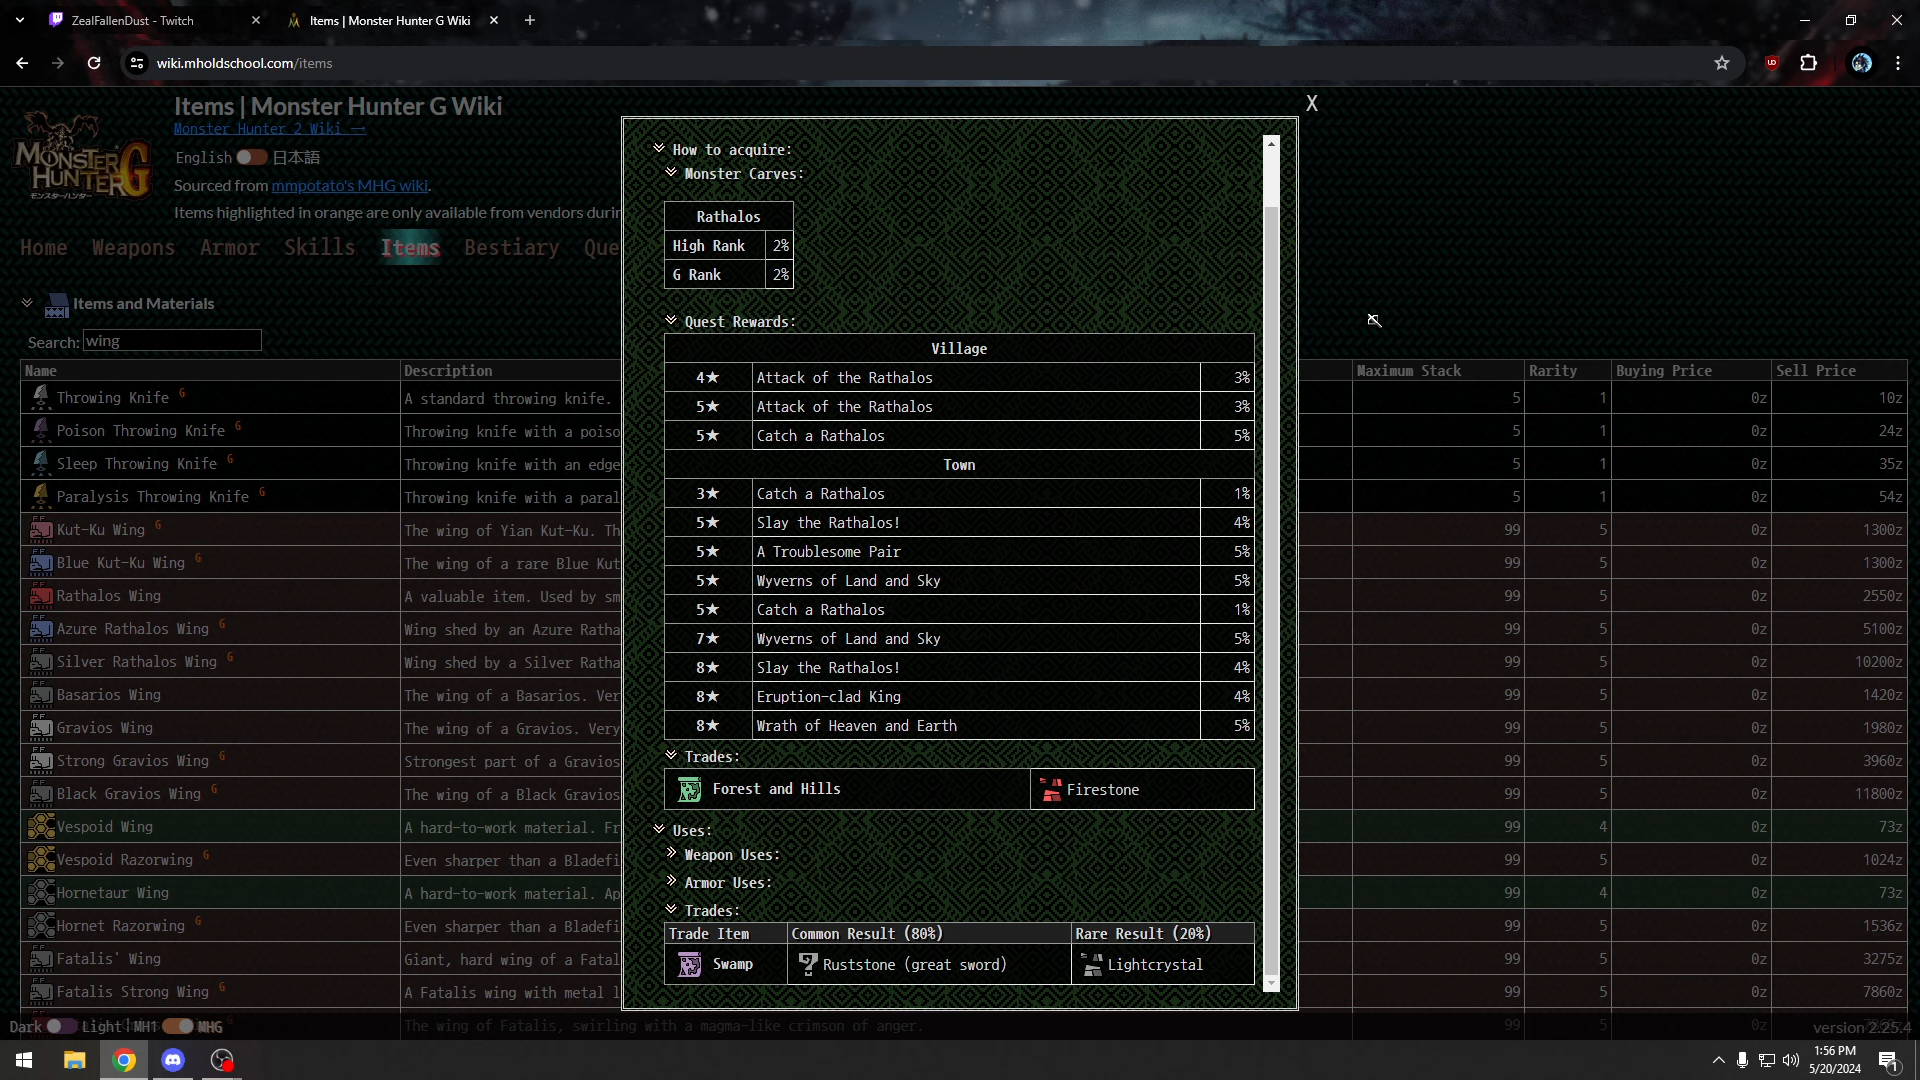 ZealFallenDust - Twitch
Items | Monster Hunter G Wiki
wiki.mholdschool.com/items
Items | Monster Hunter G Wiki
Monster Hunter 2 Wiki →
English 日本語
Sourced from mmpotato's MHG wiki.
Items highlighted in orange are only available from vendors durin
MONSTER HUNTER G
モンスターハンター
Home Weapons Armor Skills Items Bestiary Que
Items and Materials
Search: wing
Name Description Maximum Stack Rarity Buying Price Sell Price
Throwing Knife G A standard throwing knife. 5 1 0z 10z
Poison Throwing Knife G Throwing knife with a poiso 5 1 0z 24z
Sleep Throwing Knife G Throwing knife with an edge 5 1 0z 35z
Paralysis Throwing Knife G Throwing knife with a paral 5 1 0z 54z
Kut-Ku Wing G The wing of Yian Kut-Ku. Th 99 5 0z 1300z
Blue Kut-Ku Wing G The wing of a rare Blue Kut 99 5 0z 1300z
Rathalos Wing A valuable item. Used by sm 99 5 0z 2550z
Azure Rathalos Wing G Wing shed by an Azure Ratha 99 5 0z 5100z
Silver Rathalos Wing G Wing shed by a Silver Ratha 99 5 0z 10200z
Basarios Wing The wing of a Basarios. Ver 99 5 0z 1420z
Gravios Wing The wing of a Gravios. Very 99 5 0z 1980z
Strong Gravios Wing G Strongest part of a Gravios 99 5 0z 3960z
Black Gravios Wing G The wing of a Black Gravios 99 5 0z 11800z
Vespoid Wing A hard-to-work material. Fr 99 4 0z 73z
Vespoid Razorwing G Even sharper than a Bladefi 99 5 0z 1024z
Hornetaur Wing A hard-to-work material. Ap 99 4 0z 73z
Hornet Razorwing G Even sharper than a Bladefi 99 5 0z 1536z
Fatalis' Wing Giant, hard wing of a Fatal 99 5 0z 3275z
Fatalis Strong Wing G A Fatalis wing with metal l 99 5 0z 7860z
The wing of Fatalis, swirling with a magma-like crimson of anger. 99 5 0z
Dark Light | MH1 MHG
version 2.25.4
X
How to acquire:
Monster Carves:
Rathalos
High Rank 2%
G Rank 2%
Quest Rewards:
Village
4★ Attack of the Rathalos 3%
5★ Attack of the Rathalos 3%
5★ Catch a Rathalos 5%
Town
3★ Catch a Rathalos 1%
5★ Slay the Rathalos! 4%
5★ A Troublesome Pair 5%
5★ Wyverns of Land and Sky 5%
5★ Catch a Rathalos 1%
7★ Wyverns of Land and Sky 5%
8★ Slay the Rathalos! 4%
8★ Eruption-clad King 4%
8★ Wrath of Heaven and Earth 5%
Trades:
Forest and Hills Firestone
Uses:
Weapon Uses:
Armor Uses:
Trades:
Trade Item Common Result (80%) Rare Result (20%)
Swamp Ruststone (great sword) Lightcrystal
1:56 PM
5/20/2024
1